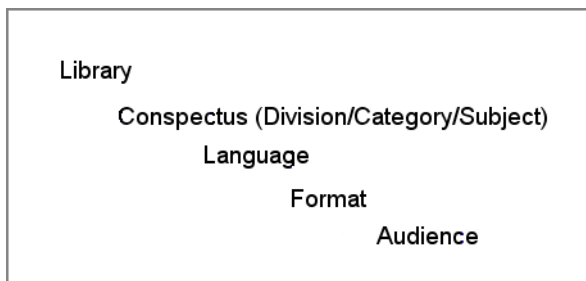 Library
Conspectus (Division/Category/Subject)
Language
Format
Audience